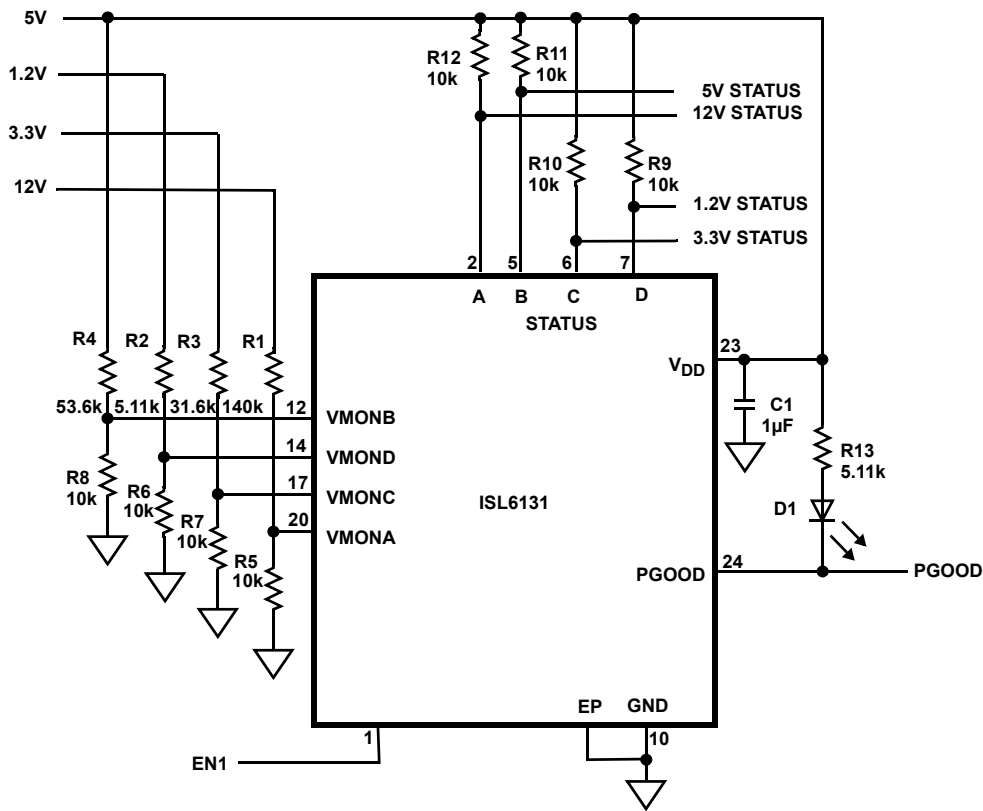 5V
R12
10k
R11
10k
1.2V
5V STATUS
12V STATUS
3.3V
R10
10k
R9
10k
12V
1.2V STATUS
3.3V STATUS
2
5
6
7
A
B
C
D
STATUS
R4
R2
R3
R1
23
VDD
53.6k
5.11k
31.6k
140k
12
VMONB
C1
1µF
14
VMOND
R13
5.11k
R8
10k
R6
10k
17
VMONC
ISL6131
D1
R7
10k
20
VMONA
R5
10k
PGOOD
24
PGOOD
EP
GND
1
10
EN1